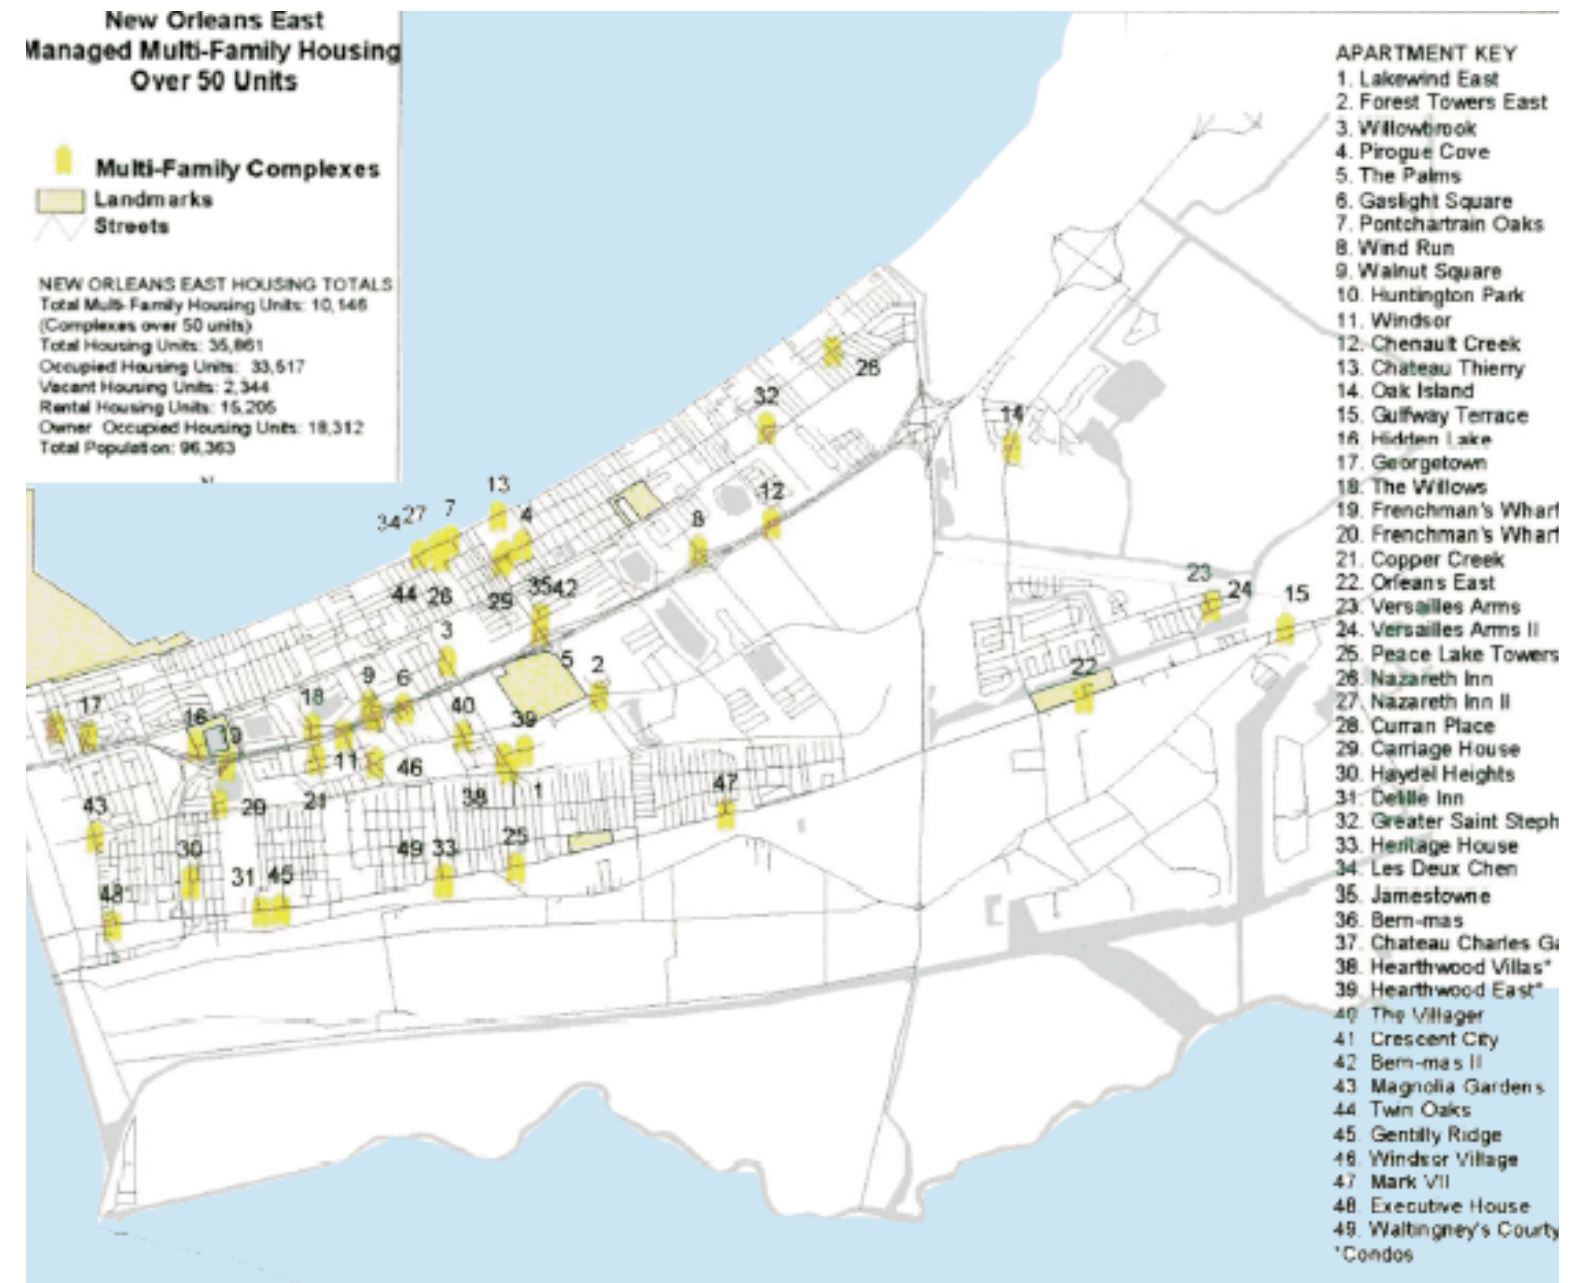 New Orleans East
Managed Multi-Family Housing
Over 50 Units
Multi-Family Complexes
Landmarks
Streets
NEW ORLEANS EAST HOUSING TOTALS
Total Multi-Family Housing Units: 10,146
(Complexes over 50 units)
Total Housing Units: 35,861
Occupied Housing Units: 33,517
Vacant Housing Units: 2,344
Rental Housing Units: 15,205
Owner Occupied Housing Units: 18,312
Total Population: 96,363
APARTMENT KEY
1. Lakewind East
2. Forest Towers East
3. Willowbrook
4. Pirogue Cove
5. The Palms
6. Gaslight Square
7. Pontchartrain Oaks
8. Wind Run
9. Walnut Square
10. Huntington Park
11. Windsor
12. Chenault Creek
13. Chateau Thierry
14. Oak Island
15. Gulfway Terrace
16. Hidden Lake
17. Georgetown
18. The Willows
19. Frenchman's Wharf
20. Frenchman's Wharf
21. Copper Creek
22. Orleans East
23. Versailles Arms
24. Versailles Arms II
25. Peace Lake Towers
26. Nazareth Inn
27. Nazareth Inn II
28. Curran Place
29. Carriage House
30. Haydel Heights
31. Delille Inn
32. Greater Saint Steph
33. Heritage House
34. Les Deux Chen
35. Jamestowne
36. Bern-mas
37. Chateau Charles Ga
38. Hearthwood Villas*
39. Hearthwood East*
40. The Villager
41. Crescent City
42. Bern-mas II
43. Magnolia Gardens
44. Twin Oaks
45. Gentilly Ridge
46. Windsor Village
47. Mark VII
48. Executive House
49. Waltingney's Courty
*Condos
26
32
14
13
7
34 27
4
12
8
44 26
29
35 42
23
24
15
3
5
2
22
9
6
18
17
16
19
40
39
11
46
47
43
20
21
38
1
30
49
33
25
48
31
45